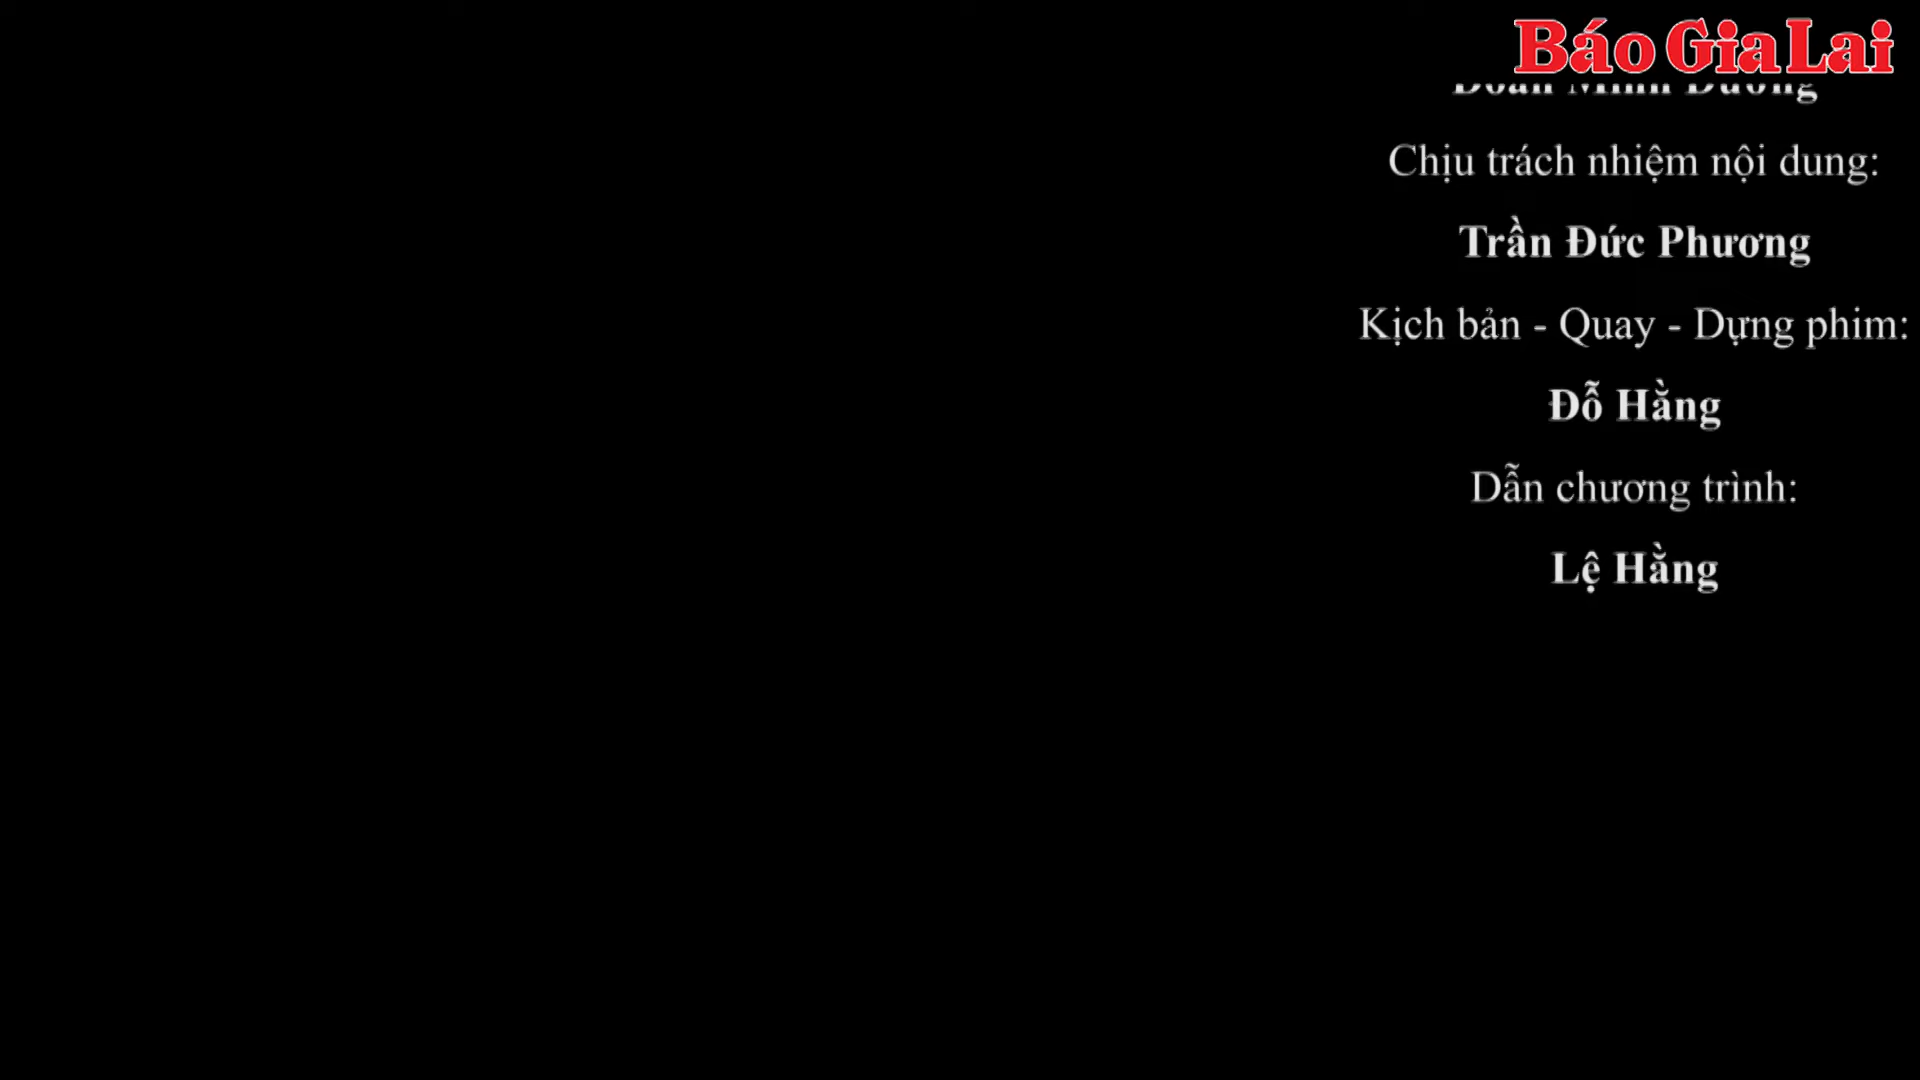 Báo Gia Lai
Chịu trách nhiệm nội dung:
Trần Đức Phương
Kịch bản - Quay - Dựng phim:
Đỗ Hằng
Dẫn chương trình:
Lệ Hằng